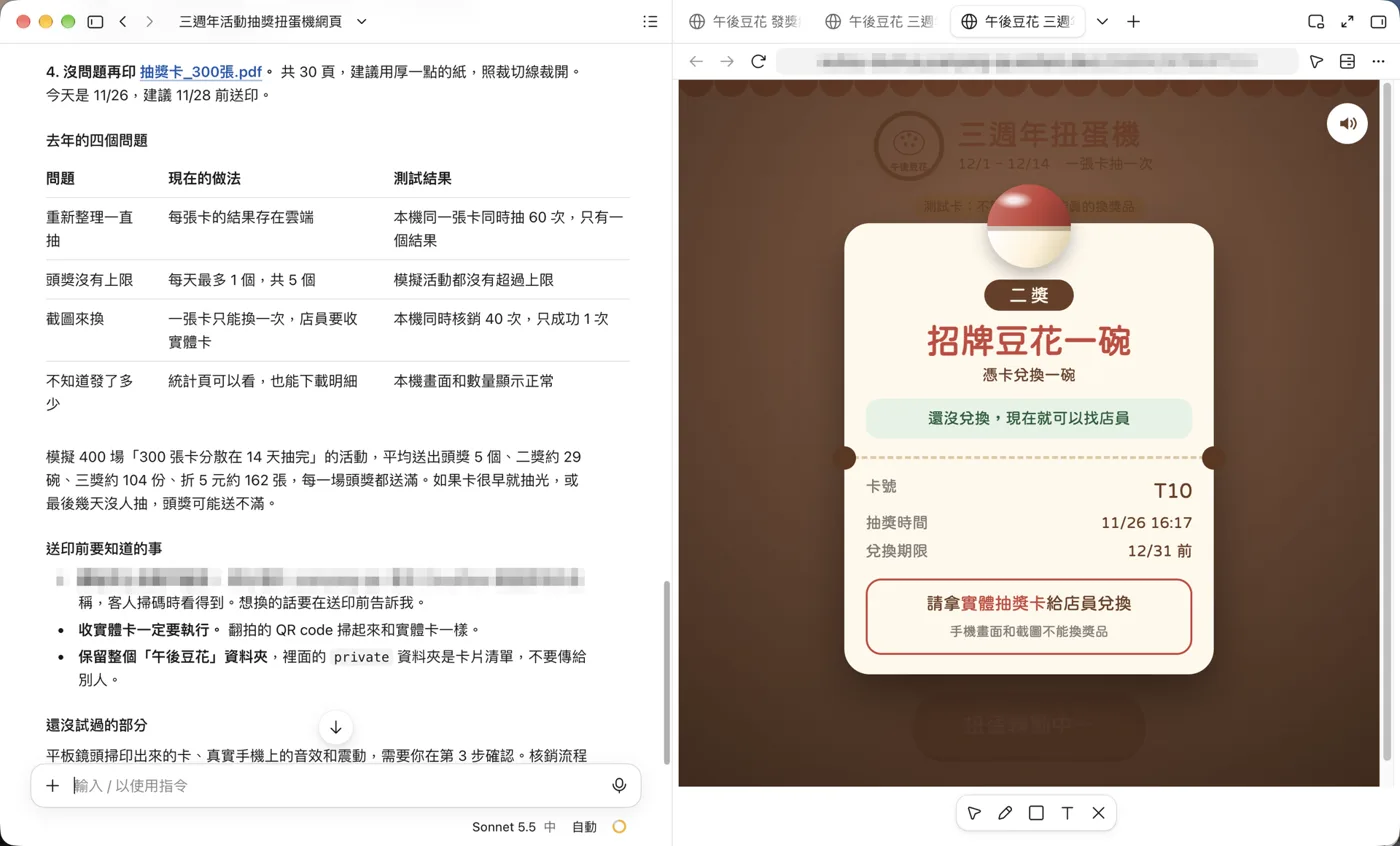 三週年活動抽獎扭蛋機網頁
4. 沒問題再印 抽獎卡_300張.pdf。 共 30 頁，建議用厚一點的紙，照裁切線裁開。
今天是 11/26，建議 11/28 前送印。
去年的四個問題
問題 現在的做法 測試結果
重新整理一直抽 每張卡的結果存在雲端 本機同一張卡同時抽 60 次，只有一個結果
頭獎沒有上限 每天最多 1 個，共 5 個 模擬活動都沒有超過上限
截圖來換 一張卡只能換一次，店員要收實體卡 本機同時核銷 40 次，只成功 1 次
不知道發了多少 統計頁可以看，也能下載明細 本機畫面和數量顯示正常
模擬 400 場「300 張卡分散在 14 天抽完」的活動，平均送出頭獎 5 個、二獎約 29
碗、三獎約 104 份、折 5 元約 162 張，每一場頭獎都送滿。如果卡很早就抽光，或
最後幾天沒人抽，頭獎可能送不滿。
送印前要知道的事
稱，客人掃碼時看得到。想換的話要在送印前告訴我。
• 收實體卡一定要執行。 翻拍的 QR code 掃起來和實體卡一樣。
• 保留整個「午後豆花」資料夾，裡面的 private 資料夾是卡片清單，不要傳給
別人。
還沒試過的部分
平板鏡頭掃印出來的卡、真實手機上的音效和震動，需要你在第 3 步確認。核銷流程
輸入 / 以使用指令
Sonnet 5.5 中 自動
午後豆花 發獎
午後豆花 三週
午後豆花 三週
午後豆花
三週年扭蛋機
12/1 - 12/14 一張卡抽一次
測試卡：不
員的換獎品
二獎
招牌豆花一碗
憑卡兌換一碗
還沒兌換，現在就可以找店員
卡號 T10
抽獎時間 11/26 16:17
兌換期限 12/31 前
請拿實體抽獎卡給店員兌換
手機畫面和截圖不能換獎品
扭蛋轉動中